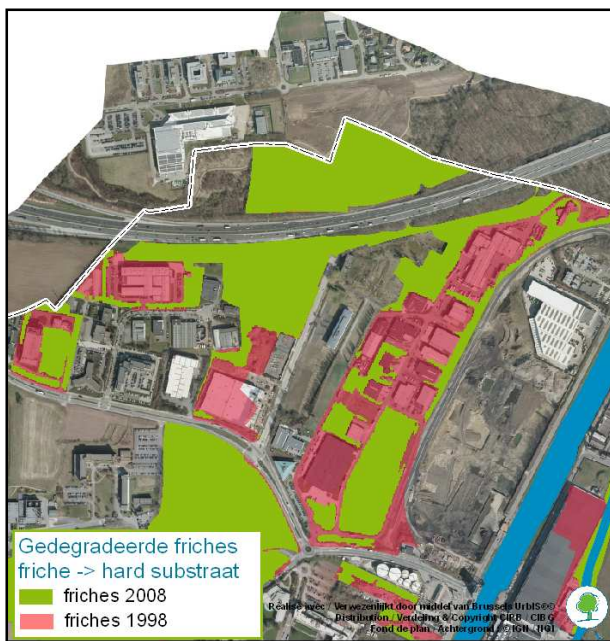 Gedegradeerde friches
friche -> hard substraat
friches 2008
friches 1998
Réalisé avec / Verwezenlijkt door middel van Brussels UrbIS®©
Distribution / Verdeling & Copyright CIRB / CIBG
Fond de plan - Achtergrond : © IGN / NGI